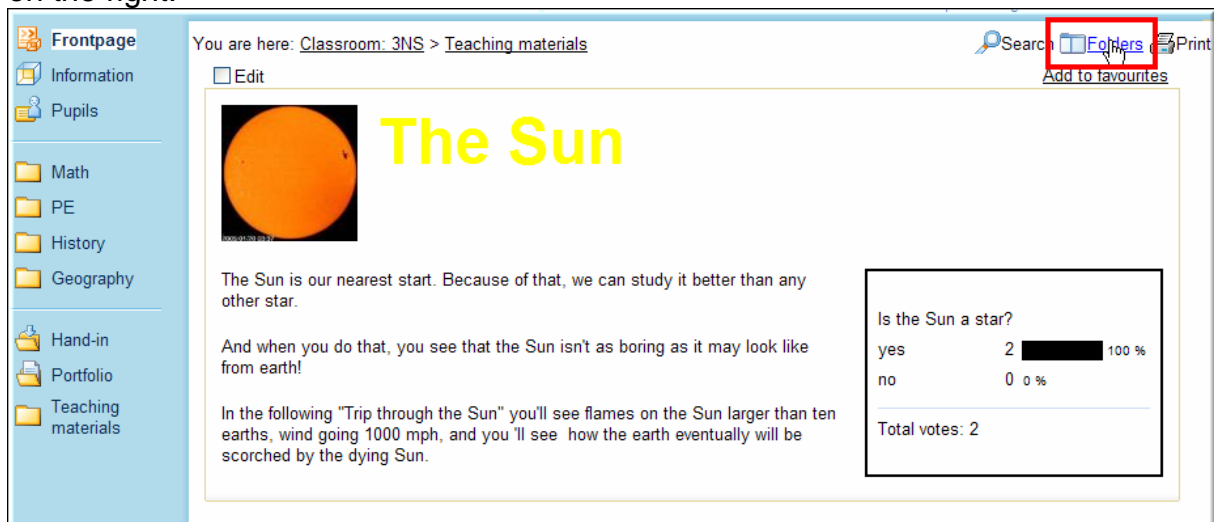 on the right.
Frontpage
Information
Pupils
Math
PE
History
Geography
Hand-in
Portfolio
Teaching
materials
You are here: Classroom: 3NS > Teaching materials
Search Folders Print
Edit
Add to favourites
The Sun
The Sun is our nearest start. Because of that, we can study it better than any
other star.
And when you do that, you see that the Sun isn't as boring as it may look like
from earth!
In the following "Trip through the Sun" you'll see flames on the Sun larger than ten
earths, wind going 1000 mph, and you 'll see how the earth eventually will be
scorched by the dying Sun.
Is the Sun a star?
yes 2 100 %
no 0 0 %
Total votes: 2